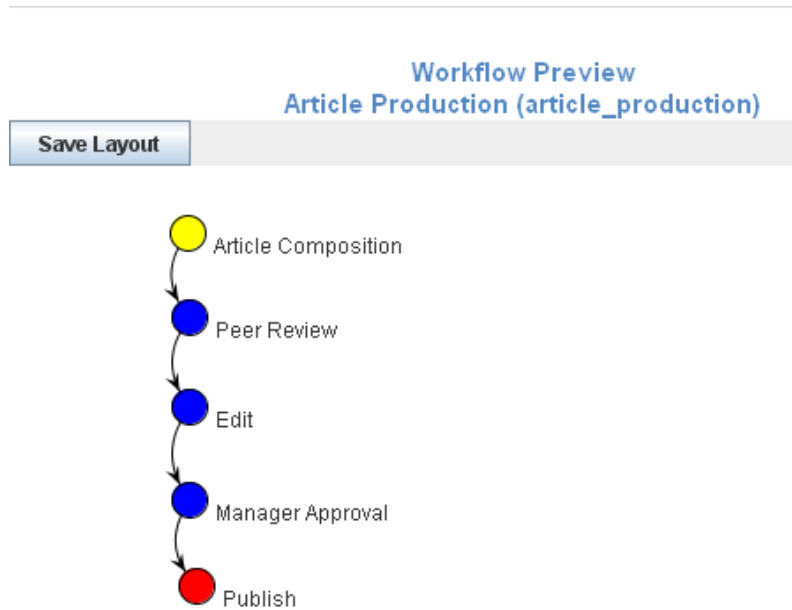 Workflow Preview
Article Production (article_production)
Save Layout
Article Composition
Peer Review
Edit
Manager Approval
Publish